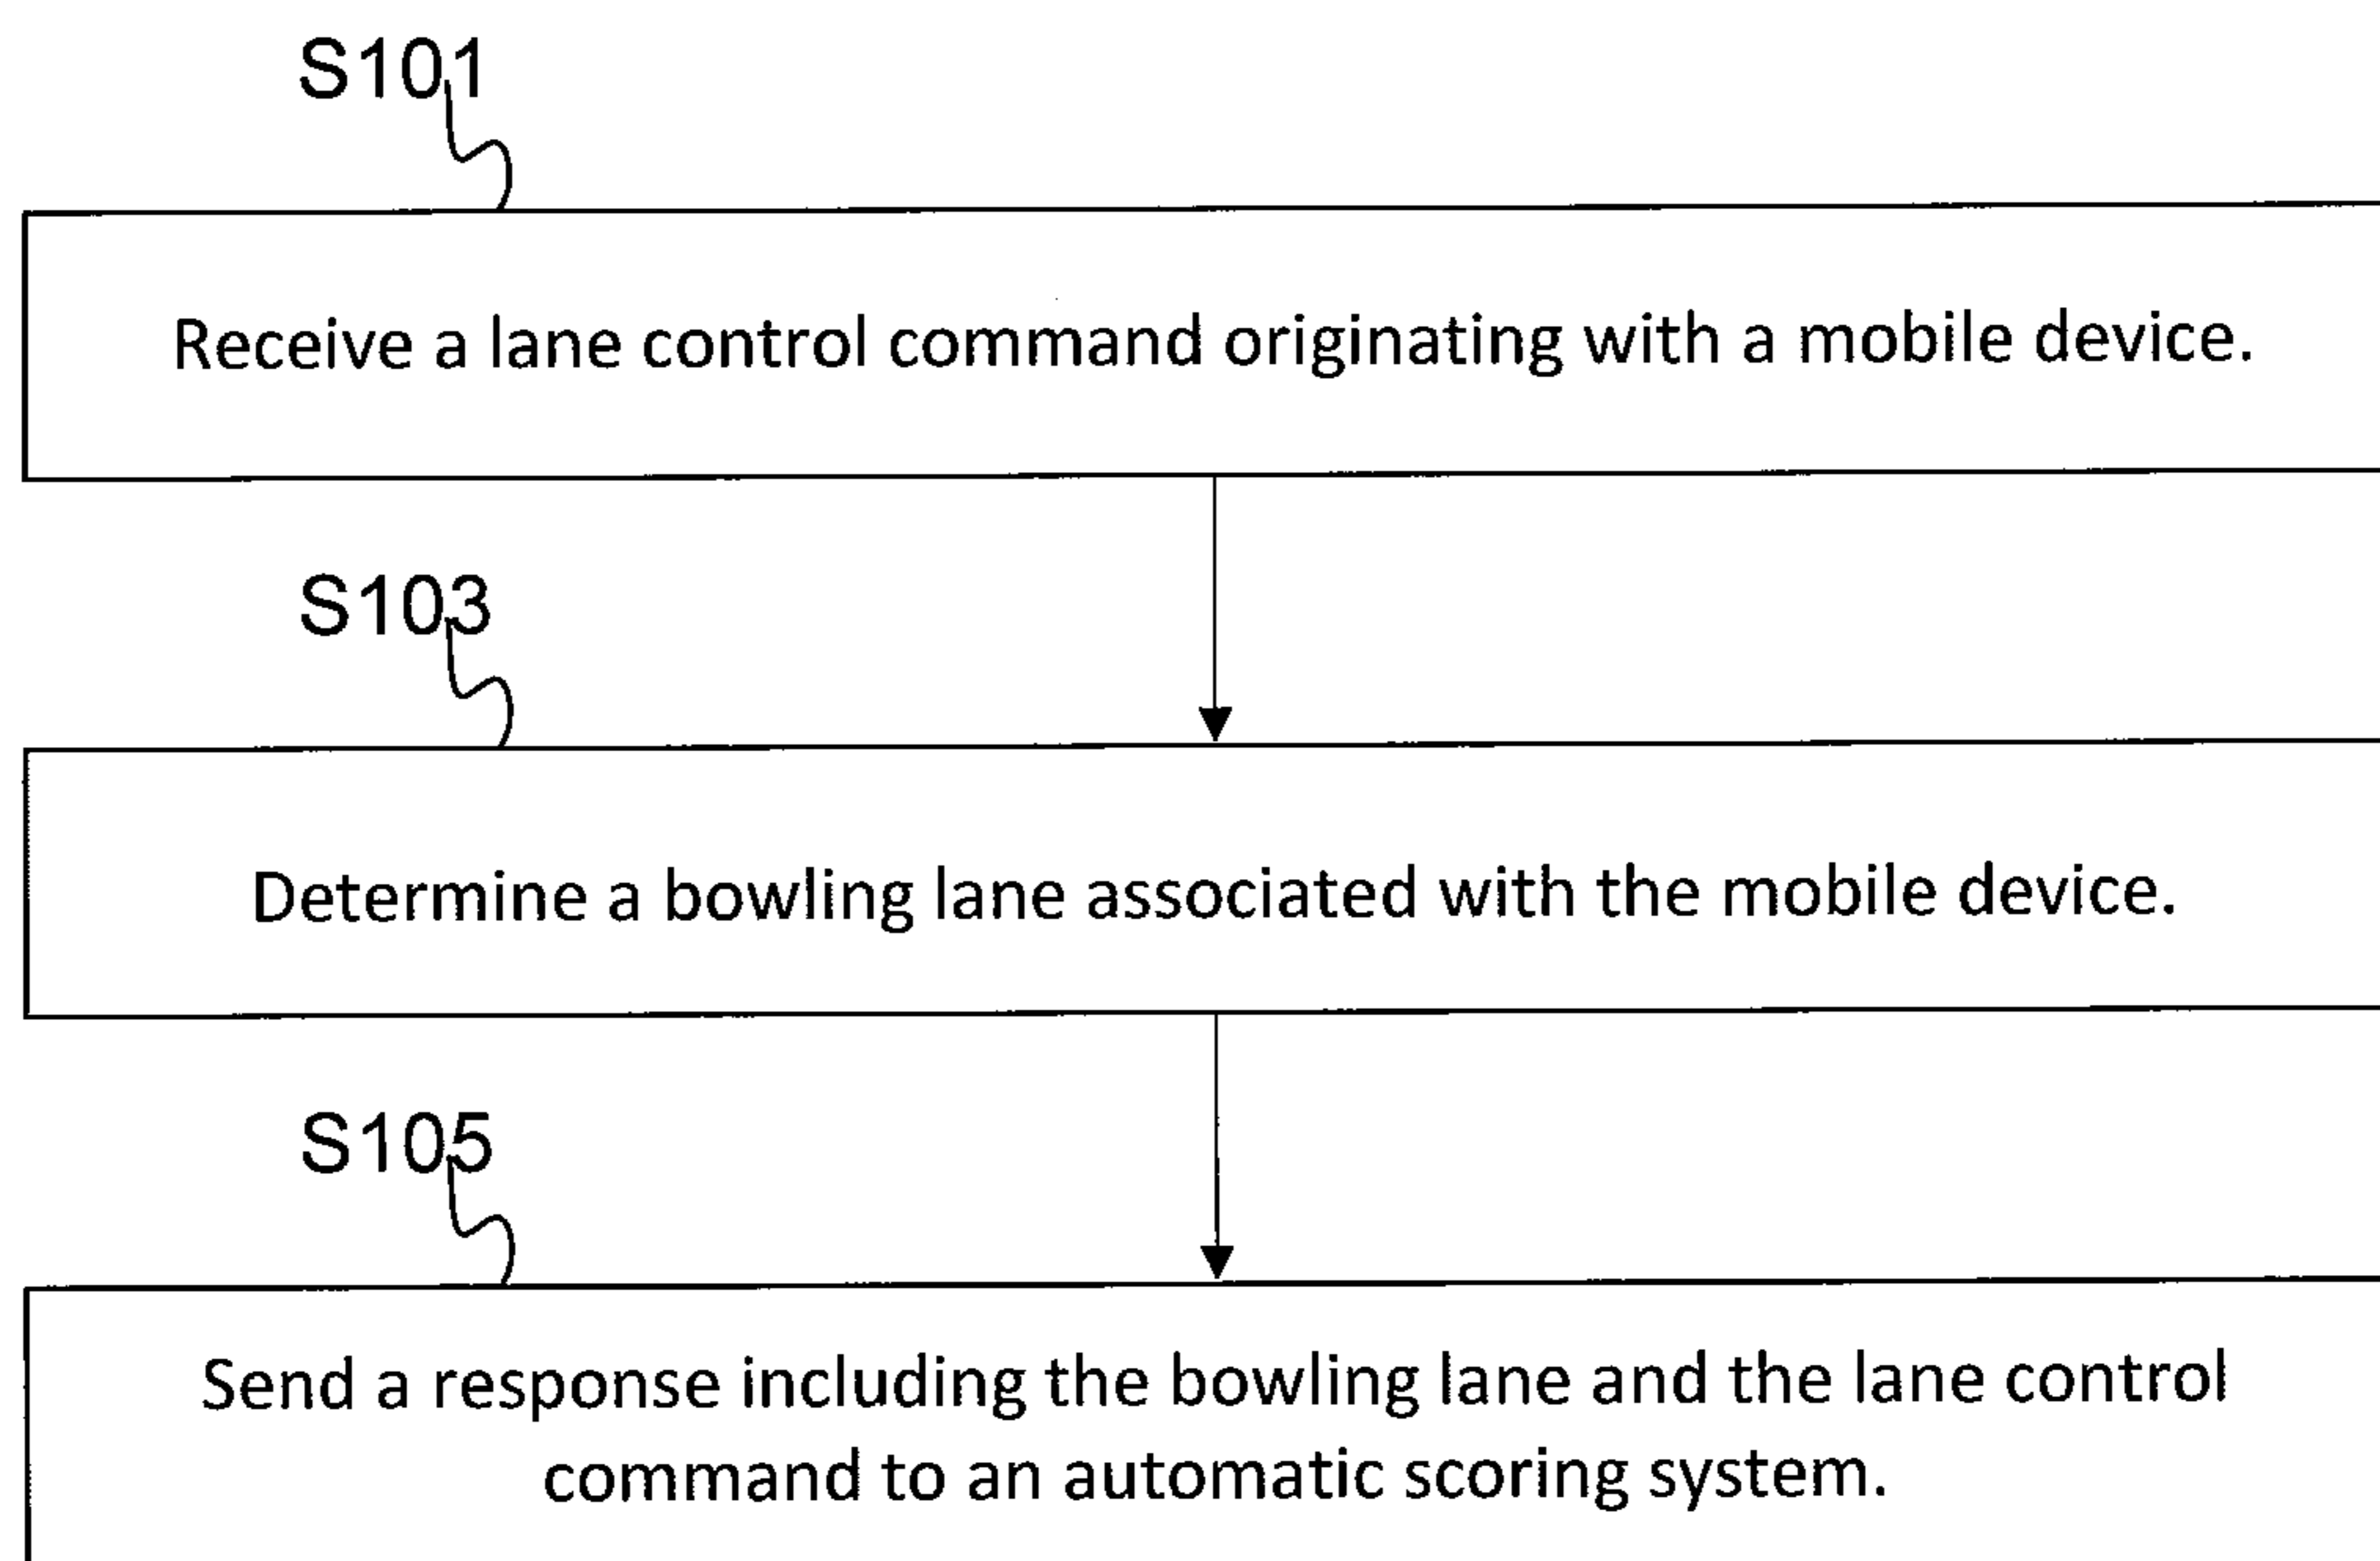 S101
Receive a lane control command originating with a mobile device.
S103
Determine a bowling lane associated with the mobile device.
S105
Send a response including the bowling lane and the lane control
command to an automatic scoring system.